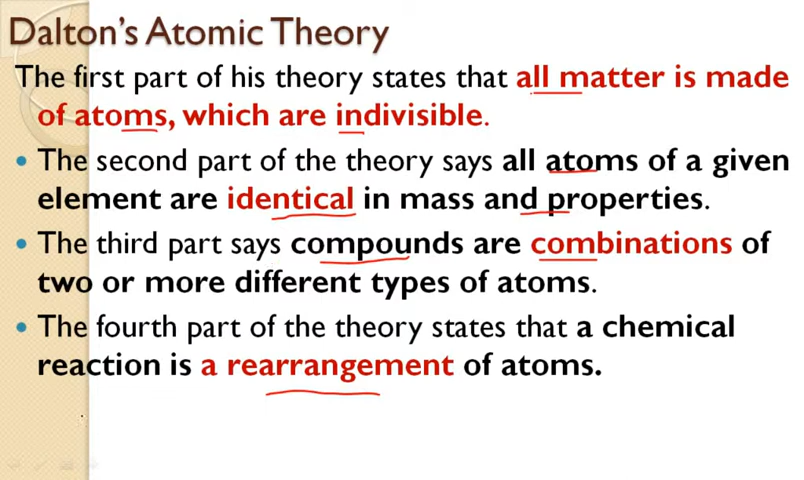 Dalton's Atomic Theory
The first part of his theory states that all matter is made
of atoms, which are indivisible.
• The second part of the theory says all atoms of a given
element are identical in mass and properties.
• The third part says compounds are combinations of
two or more different types of atoms.
• The fourth part of the theory states that a chemical
reaction is a rearrangement of atoms.